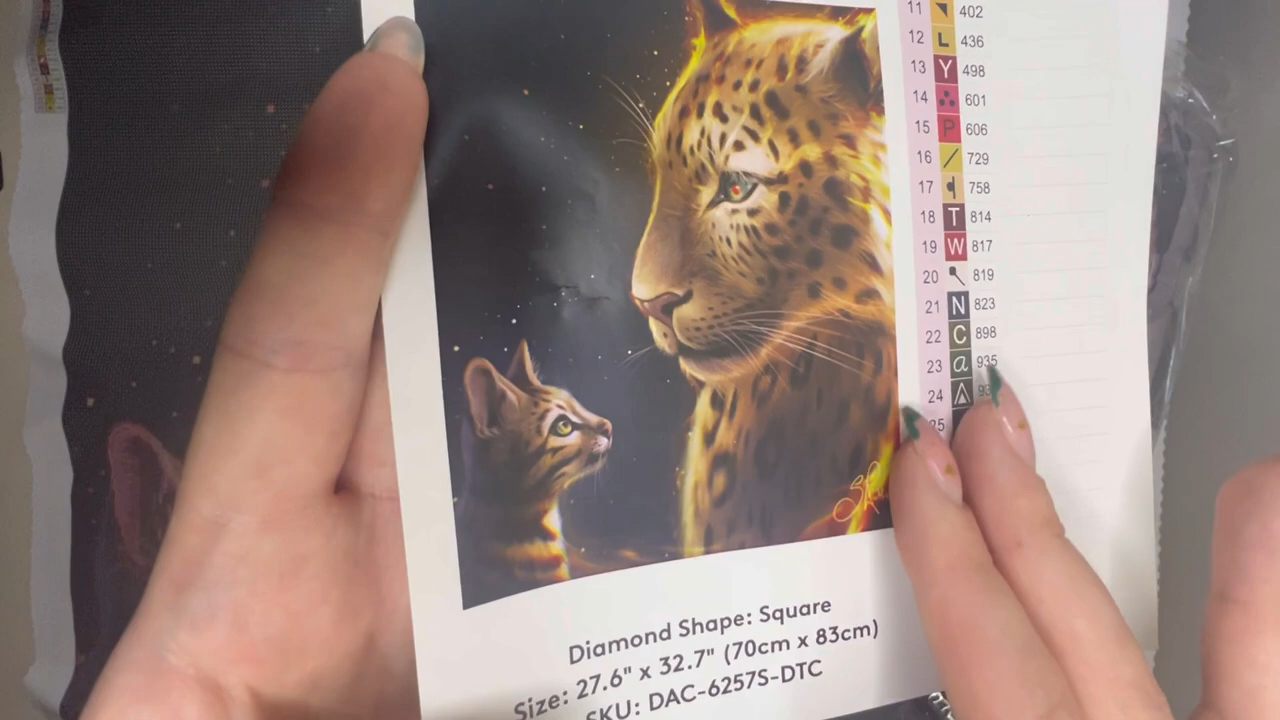 11 402
12 L 436
13 Y 498
14 601
15 P 606
16 / 729
17 758
18 T 814
19 W 817
20 819
21 N 823
22 C 898
23 a 935
24
Diamond Shape: Square
Size: 27.6" x 32.7" (70cm x 83cm)
SKU: DAC-6257S-DTC